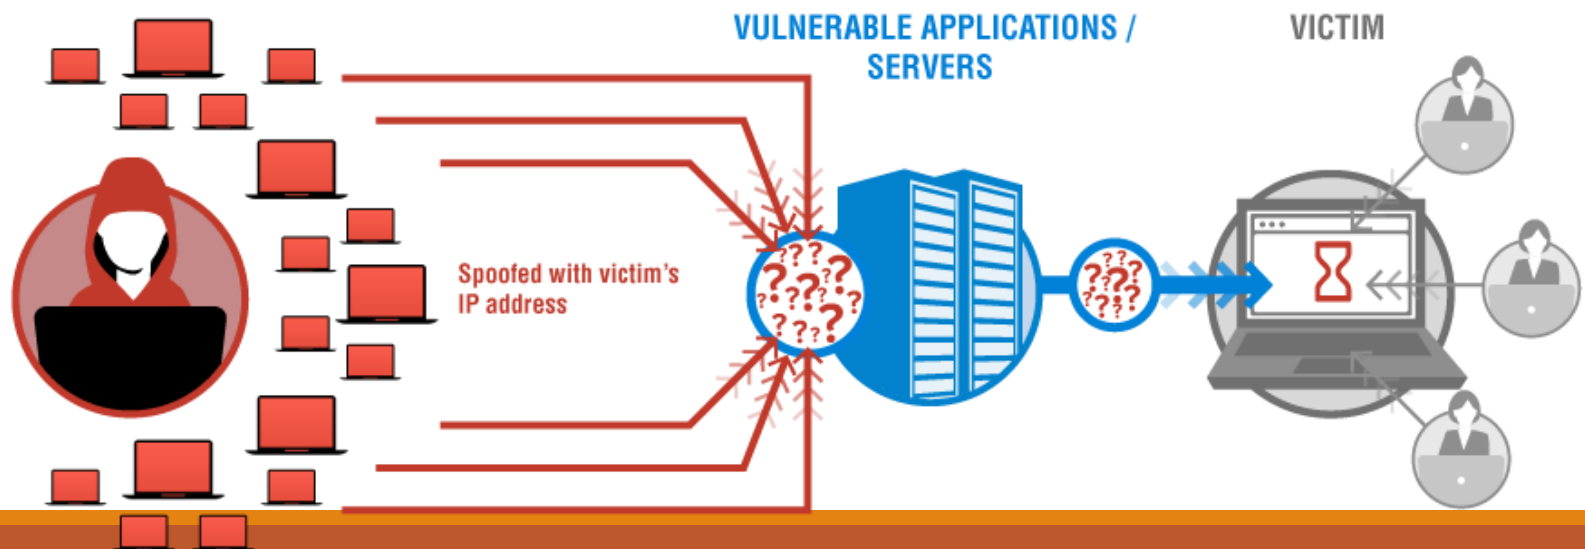 VULNERABLE APPLICATIONS /
SERVERS
VICTIM
Spoofed with victim's
IP address